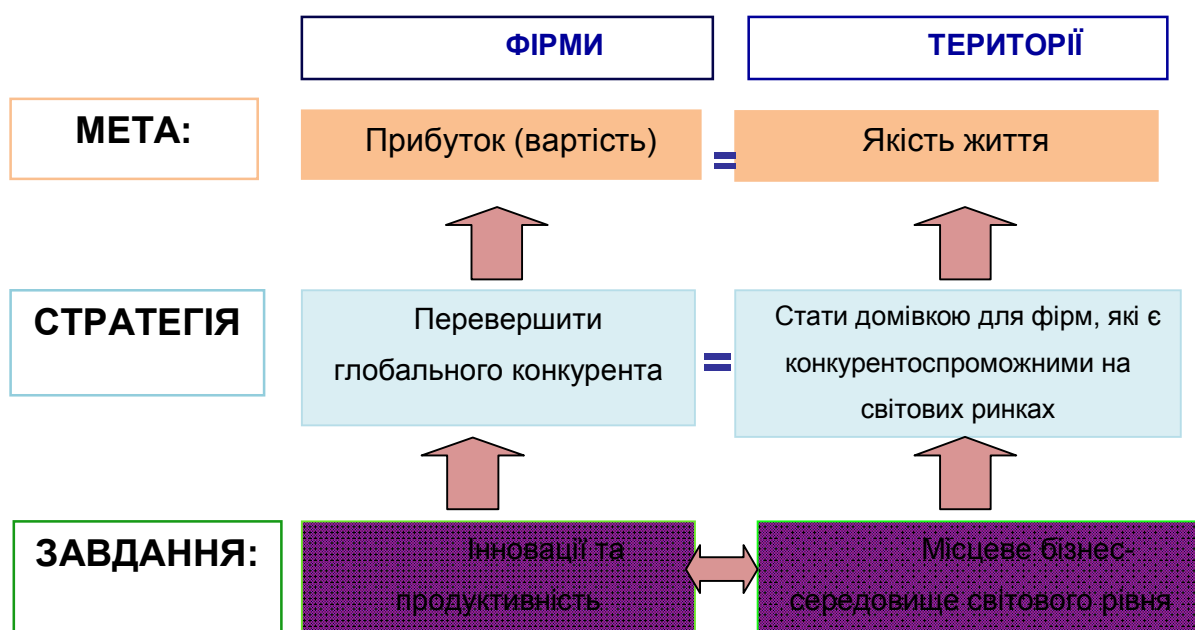 ФІРМИ
ТЕРИТОРІЇ
МЕТА:
Прибуток (вартість)
=
Якість життя
СТРАТЕГІЯ
Перевершити
глобального конкурента
=
Стати домівкою для фірм, які є
конкурентоспроможними на
світових ринках
ЗАВДАННЯ:
Інновації та
продуктивність
Місцеве бізнес-
середовище світового рівня